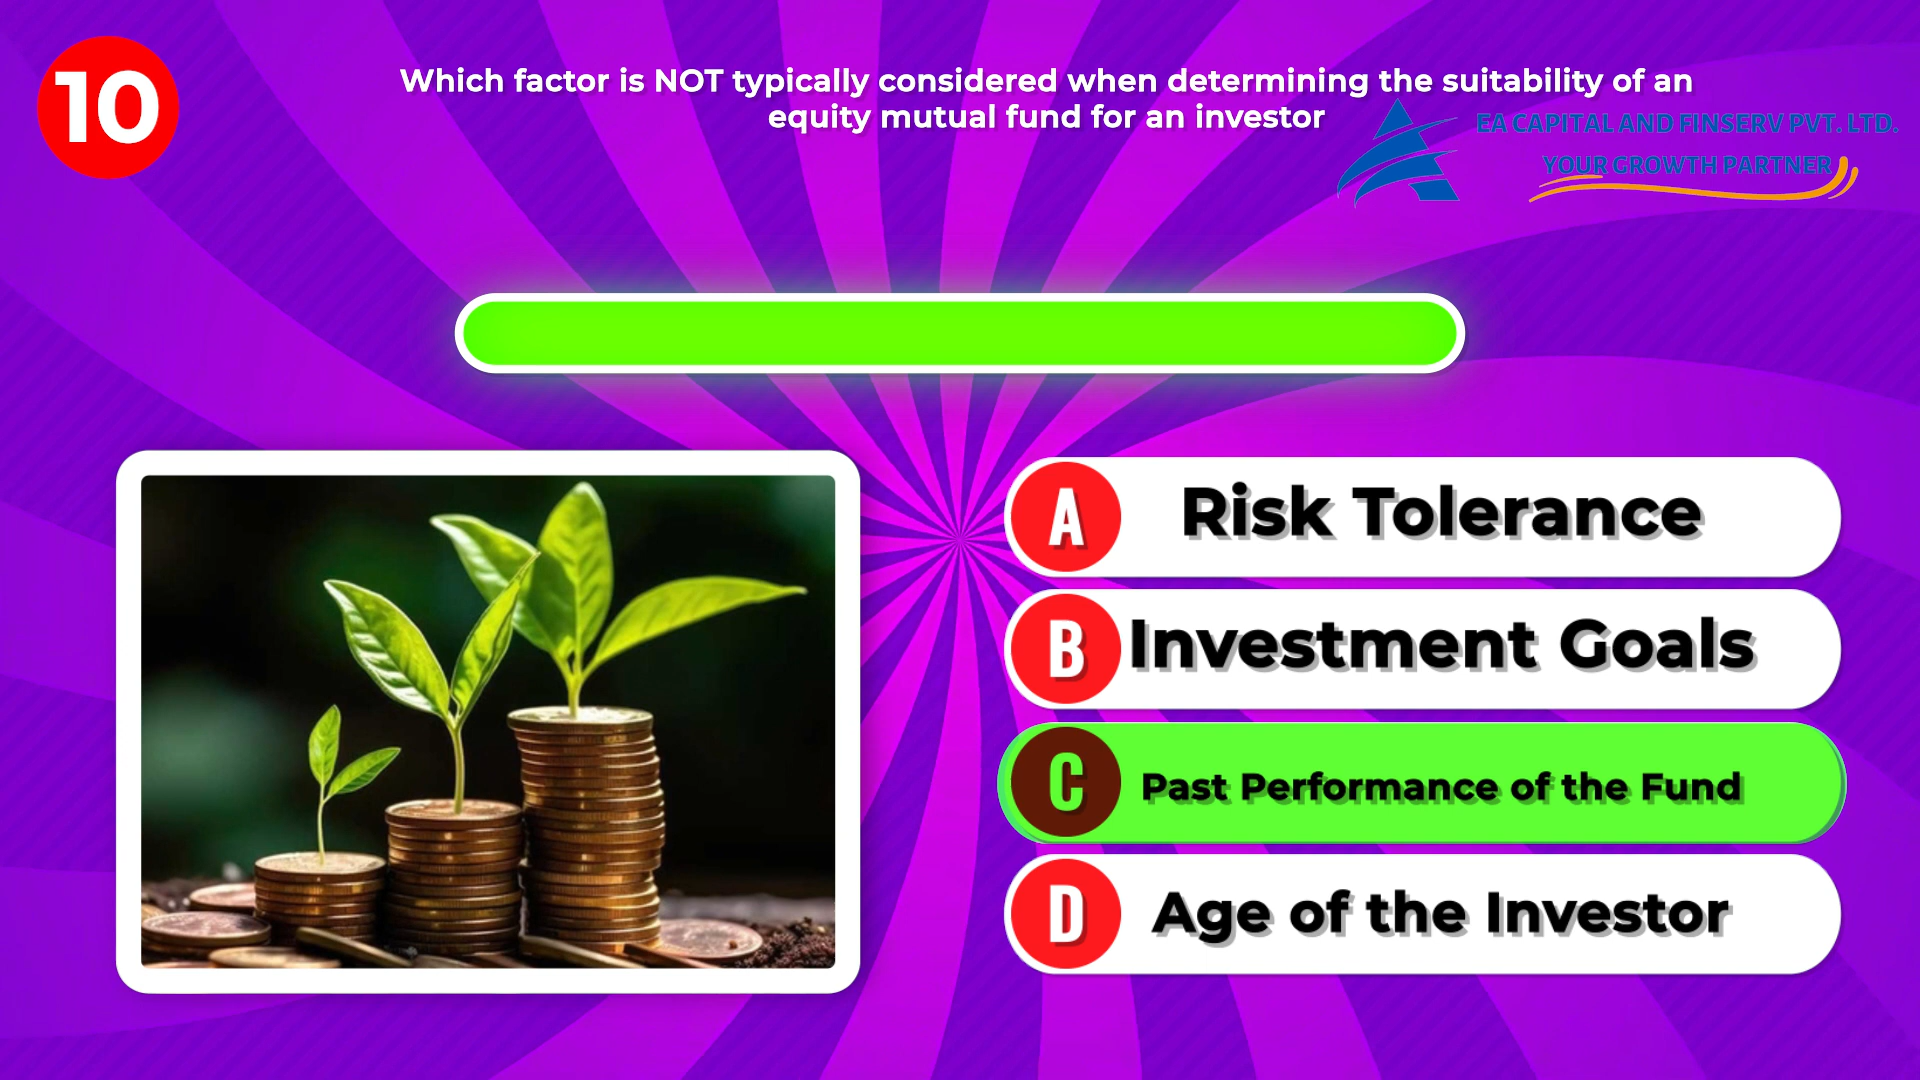 10
Which factor is NOT typically considered when determining the suitability of an
equity mutual fund for an investor
EA CAPITAL AND FINSERV PVT. LTD.
YOUR GROWTH PARTNER
A Risk Tolerance
B Investment Goals
C Past Performance of the Fund
D Age of the Investor